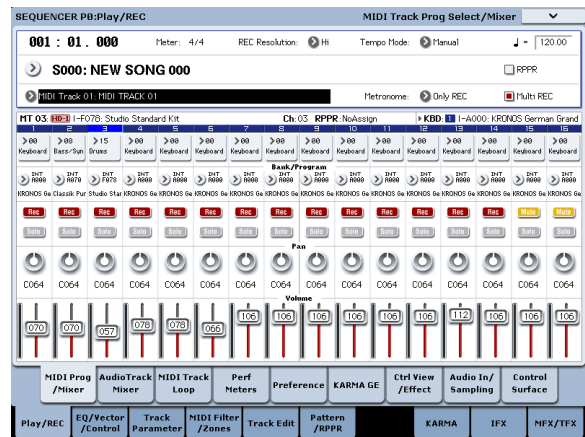 SEQUENCER P0:Play/REC MIDI Track Prog Select/Mixer
001 : 01 . 000 Meter: 4/4 REC Resolution: Hi Tempo Mode: Manual ♩ = 120.00
S000: NEW SONG 000 RPPR
MIDI Track 01: MIDI TRACK 01 Metronome: Only REC Multi REC
MT 03: HD-1 I-F078: Studio Standard Kit Ch:03 RPPR:NoAssign ▶KBD: 1 I-A000: KRONOS German Grand
1 2 3 4 5 6 7 8 9 10 11 12 13 14 15 16
00 00 15 00 00 00 00 00 00 00 00 00 00 00 00 00
Keyboard Bass/Syn Drums Keyboard Keyboard Keyboard Keyboard Keyboard Keyboard Keyboard Keyboard Keyboard Keyboard Keyboard Keyboard Keyboard
Bank/Program
INT INT INT INT INT INT INT INT INT INT INT INT INT INT INT INT
A000 A070 F078 A000 A000 A000 A000 A000 A000 A000 A000 A000 A000 A000 A000 A000
KRONOS Ge Classic Pur Studio Star KRONOS Ge KRONOS Ge KRONOS Ge KRONOS Ge KRONOS Ge KRONOS Ge KRONOS Ge KRONOS Ge KRONOS Ge KRONOS Ge KRONOS Ge KRONOS Ge KRONOS Ge
Rec Rec Rec Rec Rec Rec Rec Rec Rec Rec Rec Rec Rec Rec Mute Mute
Solo Solo Solo Solo Solo Solo Solo Solo Solo Solo Solo Solo Solo Solo Solo Solo
Pan
C064 C064 C064 C064 C064 C064 C064 C064 C064 C064 C064 C064 C064 C064 C064 C064
Volume
070 070 057 078 078 066 106 106 106 106 106 106 112 106 106 106
MIDI Prog /Mixer
AudioTrack Mixer
MIDI Track Loop
Perf Meters
Preference
KARMA GE
Ctrl View /Effect
Audio In/ Sampling
Control Surface
Play/REC
EQ/Vector /Control
Track Parameter
MIDI Filter /Zones
Track Edit
Pattern /RPPR
KARMA
IFX
MFX/TFX